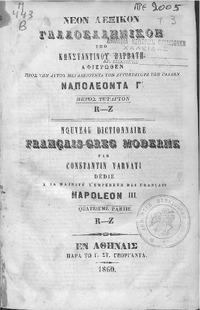 ΝΕΟΝ ΛΕΞΙΚΟΝ
ΓΑΛΛΟΕΛΛΗΝΙΚΟΝ
ΥΠΟ
ΚΩΝΣΤΑΝΤΙΝΟΥ ΒΑΡΒΑΤΗ
ΑΦΙΕΡΩΘΕΝ
ΠΡΟΣ ΤΗΝ ΑΥΤΟΥ ΜΕΓΑΛΕΙΟΤΗΤΑ ΤΟΝ ΑΥΤΟΚΡΑΤΟΡΑ ΤΩΝ ΓΑΛΛΩΝ
ΝΑΠΟΛΕΟΝΤΑ Γ΄
ΜΕΡΟΣ ΤΕΤΑΡΤΟΝ
R—Z
NOUVEAU DICTIONNAIRE
FRANÇAIS-GREC MODERNE
PAR
CONSTANTIN VARVATI
DÉDIÉ
A SA MAJESTÉ L'EMPEREUR DES FRANÇAIS
NAPOLEON III.
QUATRIÈME PARTIE
R—Z
ΕΝ ΑΘΗΝΑΙΣ
ΠΑΡΑ ΤΩ Γ. ΣΤ.
1860.